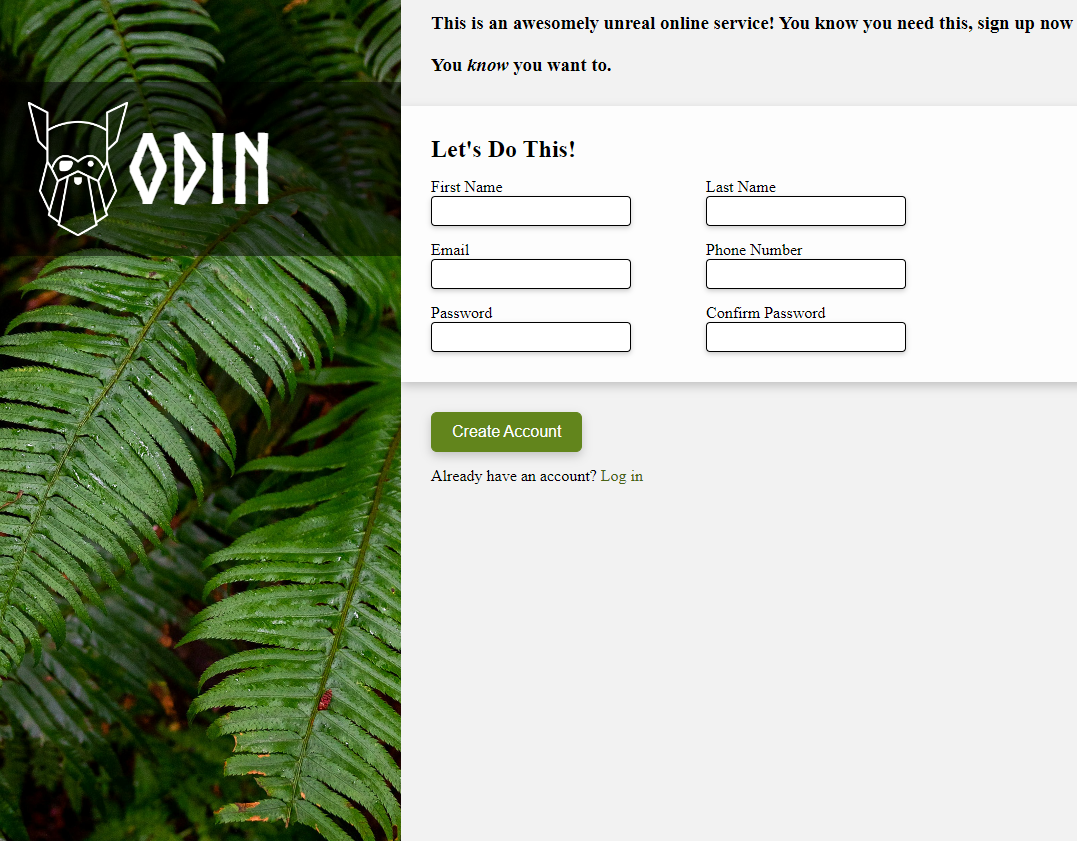 This is an awesomely unreal online service! You know you need this, sign up now
You know you want to.
ODIN
Let's Do This!
First Name
Last Name
Email
Phone Number
Password
Confirm Password
Create Account
Already have an account? Log in